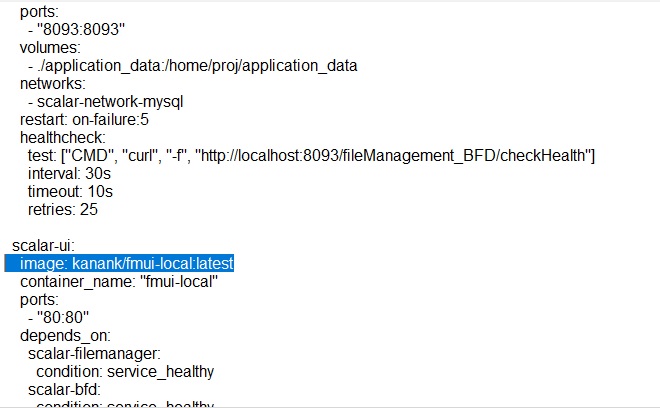 ports:
- "8093:8093"
volumes:
- ./application_data:/home/proj/application_data
networks:
- scalar-network-mysql
restart: on-failure:5
healthcheck:
test: ["CMD", "curl", "-f", "http://localhost:8093/fileManagement_BFD/checkHealth"]
interval: 30s
timeout: 10s
retries: 25
scalar-ui:
image: kanank/fmui-local:latest
container_name: "fmui-local"
ports:
- "80:80"
depends_on:
scalar-filemanager:
condition: service_healthy
scalar-bfd:
condition: service_healthy